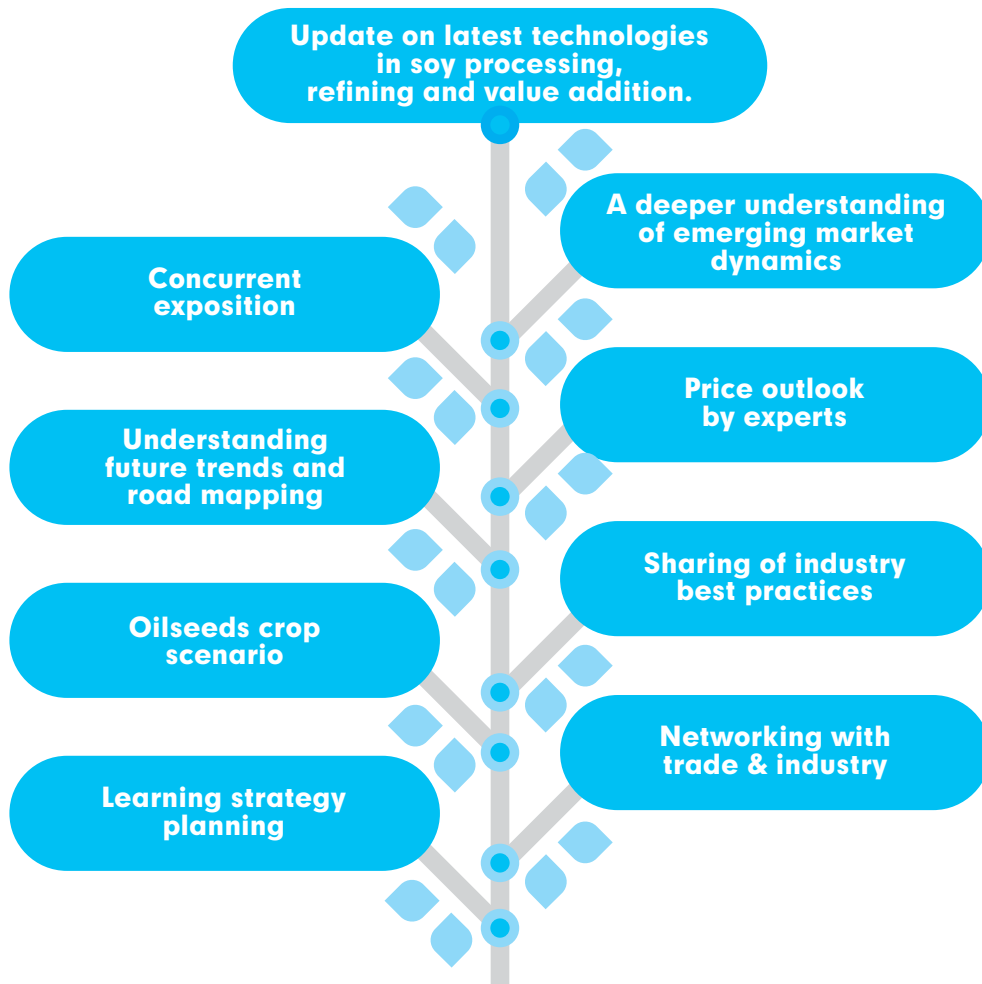 Update on latest technologies
in soy processing,
refining and value addition.
A deeper understanding
of emerging market
dynamics
Concurrent
exposition
Price outlook
by experts
Understanding
future trends and
road mapping
Sharing of industry
best practices
Oilseeds crop
scenario
Networking with
trade & industry
Learning strategy
planning